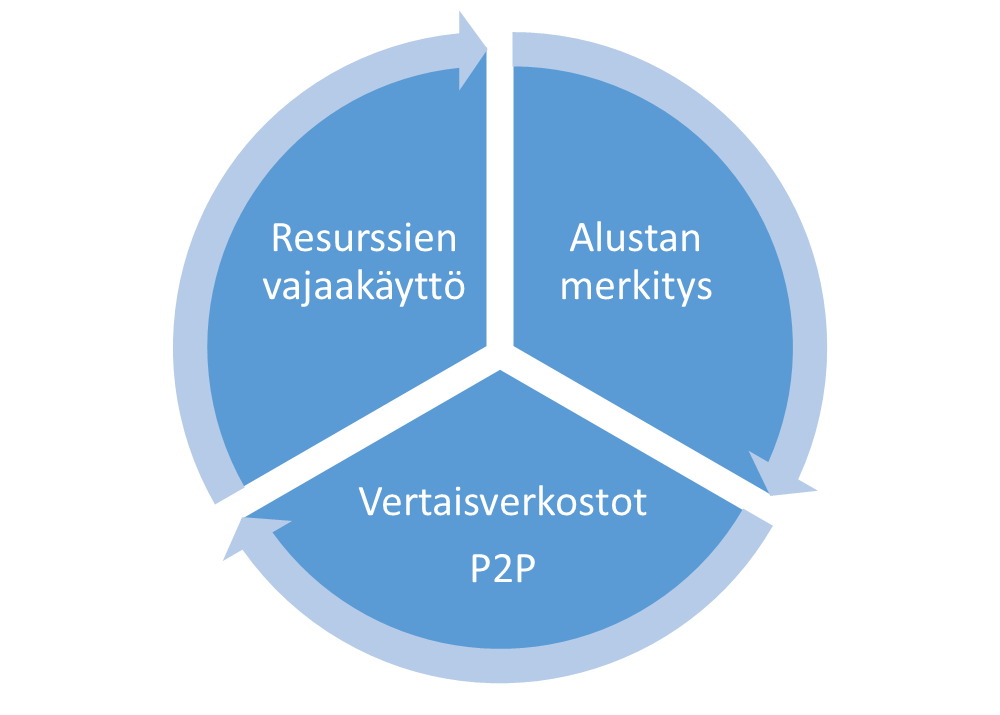 Resurssien
vajaakäyttö
Alustan
merkitys
Vertaisverkostot
P2P